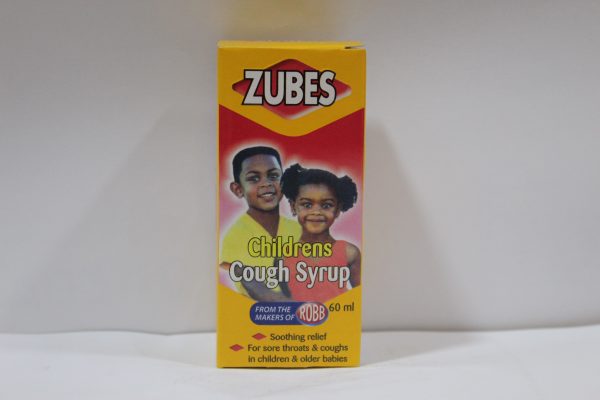 ZUBES
Childrens
Cough Syrup
FROM THE
MAKERS OF
ROBB
60 ml
Soothing relief
For sore throats & coughs
in children & older babies